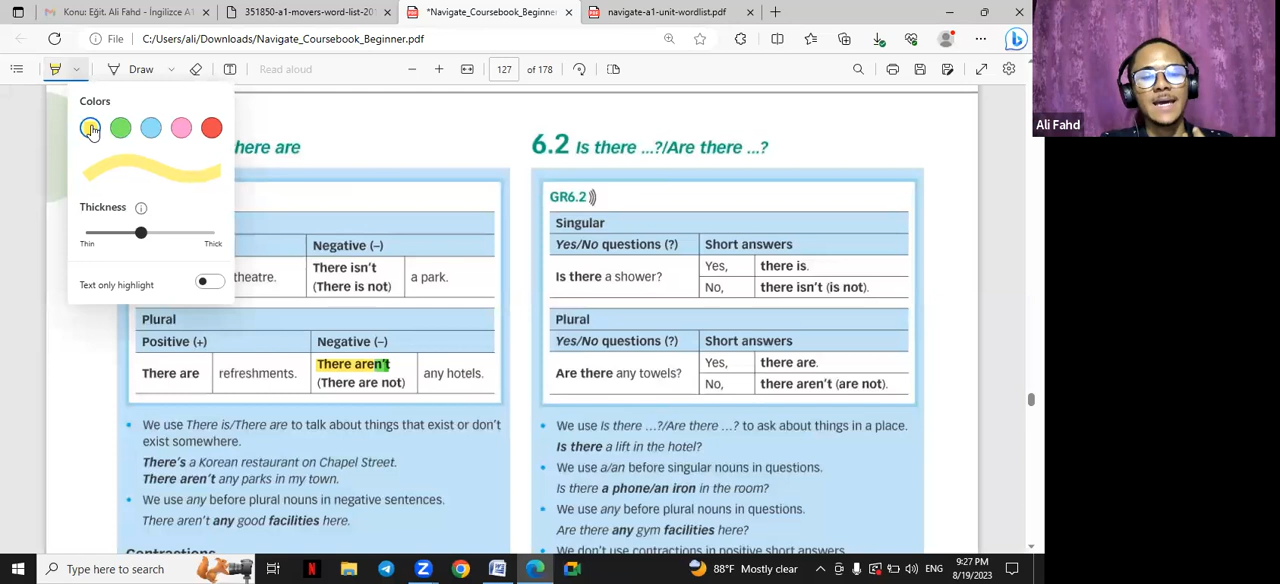 Konu: Eğit. Ali Fahd - İngilizce A1
351850-a1-movers-word-list-201
*Navigate_Coursebook_Beginner.
navigate-a1-unit-wordlist.pdf
File
C:/Users/ali/Downloads/Navigate_Coursebook_Beginner.pdf
Draw
Read aloud
127
of 178
Colors
Thickness
Thin
Thick
Text only highlight
here are
Negative (–)
theatre.
There isn't
(There is not)
a park.
Plural
Positive (+)
Negative (–)
There are
refreshments.
There aren't
(There are not)
any hotels.
• We use There is/There are to talk about things that exist or don't
exist somewhere.
There's a Korean restaurant on Chapel Street.
There aren't any parks in my town.
• We use any before plural nouns in negative sentences.
There aren't any good facilities here.
Contractions
6.2 Is there ...?/Are there ...?
GR6.2
Singular
Yes/No questions (?)
Short answers
Is there a shower?
Yes,
there is.
No,
there isn't (is not).
Plural
Yes/No questions (?)
Short answers
Are there any towels?
Yes,
there are.
No,
there aren't (are not).
• We use Is there ...?/Are there ...? to ask about things in a place.
Is there a lift in the hotel?
• We use a/an before singular nouns in questions.
Is there a phone/an iron in the room?
• We use any before plural nouns in questions.
Are there any gym facilities here?
• We don't use contractions in positive short answers
Ali Fahd
Type here to search
88°F Mostly clear
ENG
9:27 PM
8/19/2023